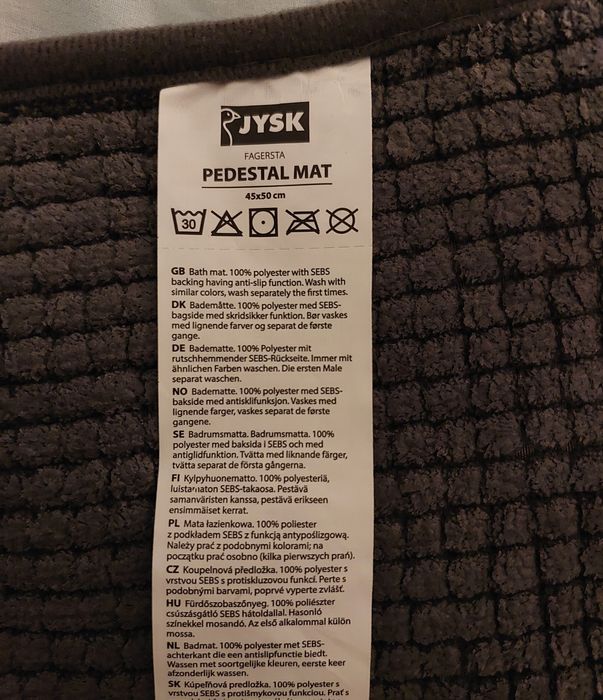 JYSK
FAGERSTA
PEDESTAL MAT
45x50 cm
30
GB Bath mat. 100% polyester with SEBS
backing having anti-slip function. Wash with
similar colors, wash separately the first times.
DK Bademåtte. 100% polyester med SEBS-
bagside med skridsikker funktion. Bør vaskes
med lignende farver og separat de første
gange.
DE Badematte. 100% Polyester mit
rutschhemmender SEBS-Rückseite. Immer mit
ähnlichen Farben waschen. Die ersten Male
separat waschen.
NO Badematte. 100% polyester med SEBS-
bakside med antisklifunksjon. Vaskes med
lignende farger, vaskes separat de første
gangene.
SE Badrumsmatta. Badrumsmatta. 100%
polyester med baksida i SEBS och med
antiglidfunktion. Tvätta med liknande färger,
tvätta separat de första gångerna.
FI Kylpyhuonematto. 100% polyesteriä,
luistamaton SEBS-takaosa. Pestävä
samanväristen kanssa, pestävä erikseen
ensimmäiset kerrat.
PL Mata łazienkowa. 100% poliester
z podkładem SEBS z funkcją antypoślizgową.
Należy prać z podobnymi kolorami; na
początku prać osobno (kilka pierwszych prań).
CZ Koupelnová předložka. 100% polyester s
vrstvou SEBS s protiskluzovou funkcí. Perte s
podobnými barvami, poprvé vyperte zvlášť.
HU Fürdőszobaszőnyeg. 100% poliészter
csúszásgátló SEBS hátoldallal. Hasonló
színekkel mosandó. Az első alkalommal külön
mossa.
NL Badmat. 100% polyester met SEBS-
achterkant die een antislipfunctie biedt.
Wassen met soortgelijke kleuren, eerste keer
afzonderlijk wassen.
SK Kúpeľňová predložka. 100% polyester s
vrstvou SEBS s protišmykovou funkciou. Prať s